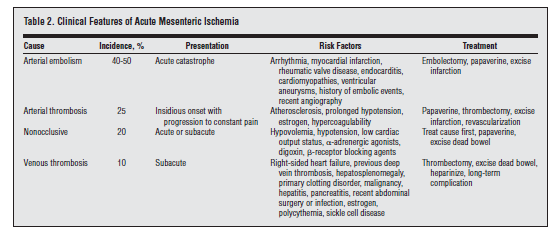 Table 2. Clinical Features of Acute Mesenteric Ischemia
Cause Incidence, % Presentation Risk Factors Treatment
Arterial embolism 40-50 Acute catastrophe Arrhythmia, myocardial infarction, Embolectomy, papaverine, excise
rheumatic valve disease, endocarditis, infarction
cardiomyopathies, ventricular
aneurysms, history of embolic events,
recent angiography
Arterial thrombosis 25 Insidious onset with Atherosclerosis, prolonged hypotension, Papaverine, thrombectomy, excise
progression to constant pain estrogen, hypercoagulability infarction, revascularization
Nonocclusive 20 Acute or subacute Hypovolemia, hypotension, low cardiac Treat cause first, papaverine,
output status, α-adrenergic agonists, excise dead bowel
digoxin, β-receptor blocking agents
Venous thrombosis 10 Subacute Right-sided heart failure, previous deep Thrombectomy, excise dead bowel,
vein thrombosis, hepatosplenomegaly, heparinize, long-term
primary clotting disorder, malignancy, complication
hepatitis, pancreatitis, recent abdominal
surgery or infection, estrogen,
polycythemia, sickle cell disease